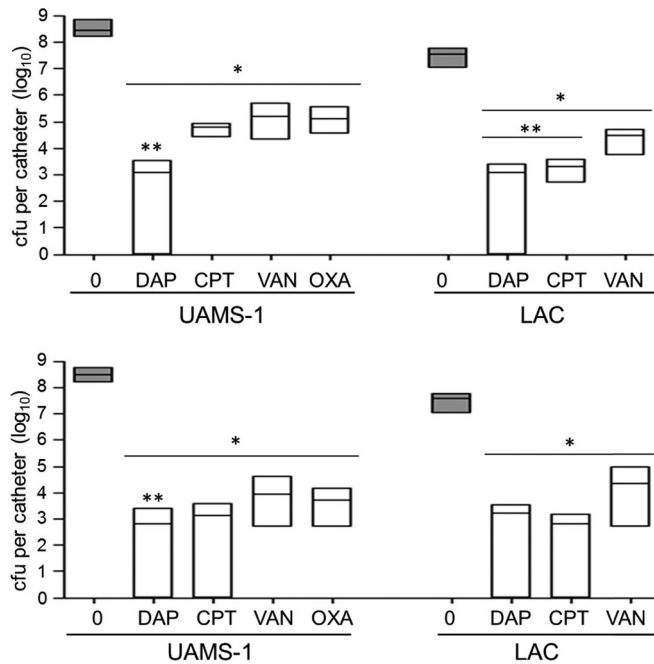 cfu per catheter (log10)
9
8
7
6
5
4
3
2
1
0
*
**
*
**
0 DAP CPT VAN OXA
0 DAP CPT VAN
UAMS-1
LAC
cfu per catheter (log10)
9
8
7
6
5
4
3
2
1
0
*
**
*
0 DAP CPT VAN OXA
0 DAP CPT VAN
UAMS-1
LAC